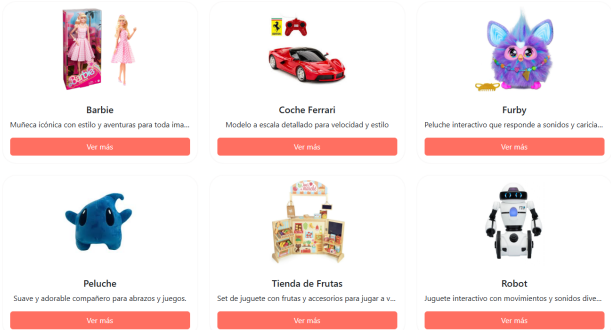 Barbie
Barbie
Muñeca icónica con estilo y aventuras para toda ima...
Ver más
Coche Ferrari
Modelo a escala detallado para velocidad y estilo
Ver más
Furby
Peluche interactivo que responde a sonidos y caricia...
Ver más
Peluche
Suave y adorable compañero para abrazos y juegos.
Ver más
Tienda de Frutas
Set de juguete con frutas y accesorios para jugar a v...
Ver más
Robot
Juguete interactivo con movimientos y sonidos dive...
Ver más